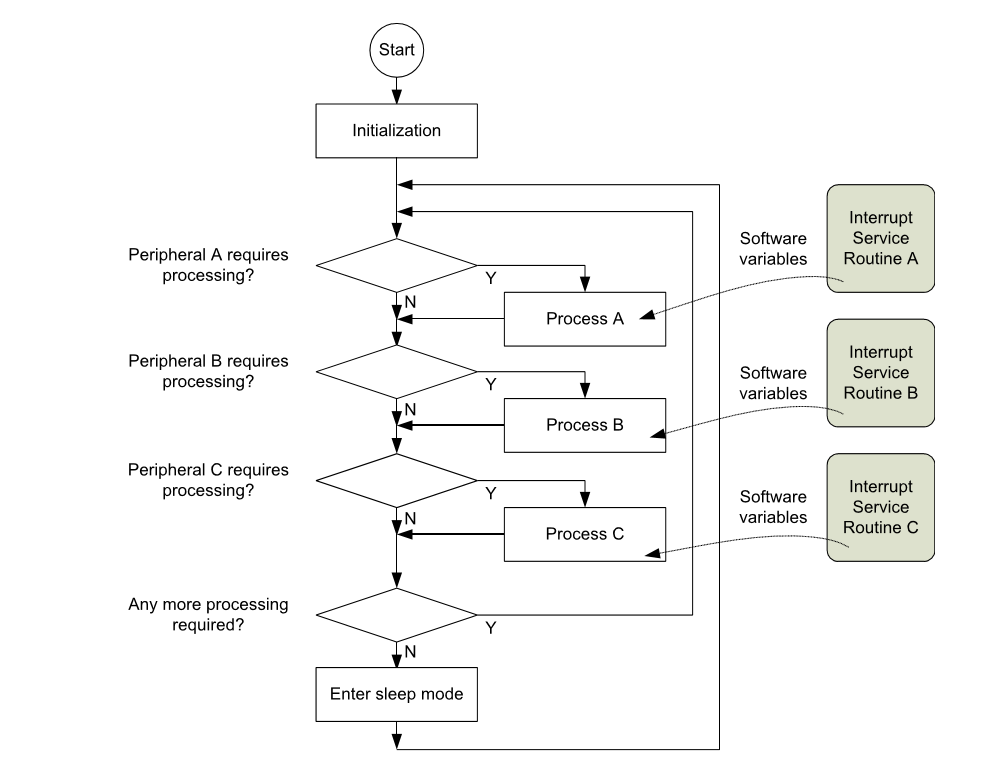 Start
Initialization
Peripheral A requires
processing?
Y
N
Process A
Software
variables
Interrupt
Service
Routine A
Peripheral B requires
processing?
Y
N
Process B
Software
variables
Interrupt
Service
Routine B
Peripheral C requires
processing?
Y
N
Process C
Software
variables
Interrupt
Service
Routine C
Any more processing
required?
Y
N
Enter sleep mode